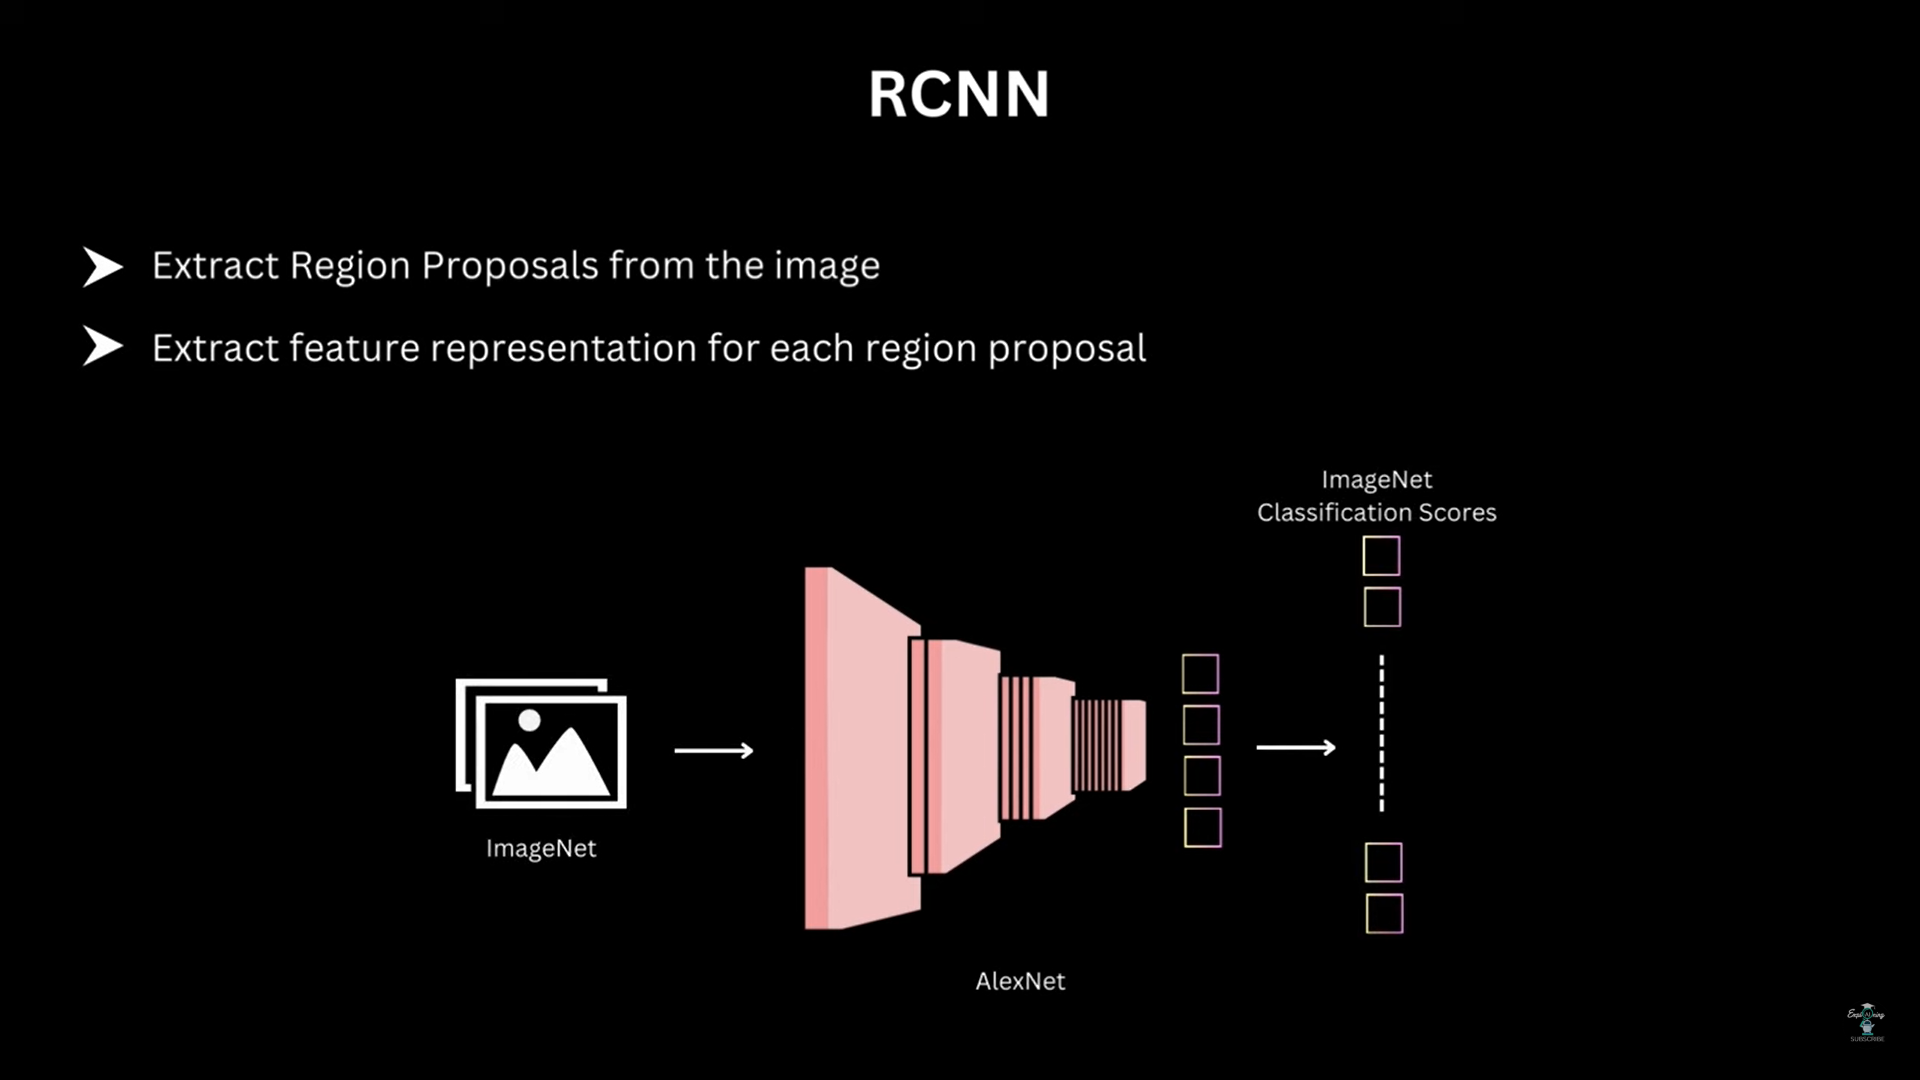 RCNN
Extract Region Proposals from the image
Extract feature representation for each region proposal
ImageNet
Classification Scores
ImageNet
AlexNet
SUBSCRIBE